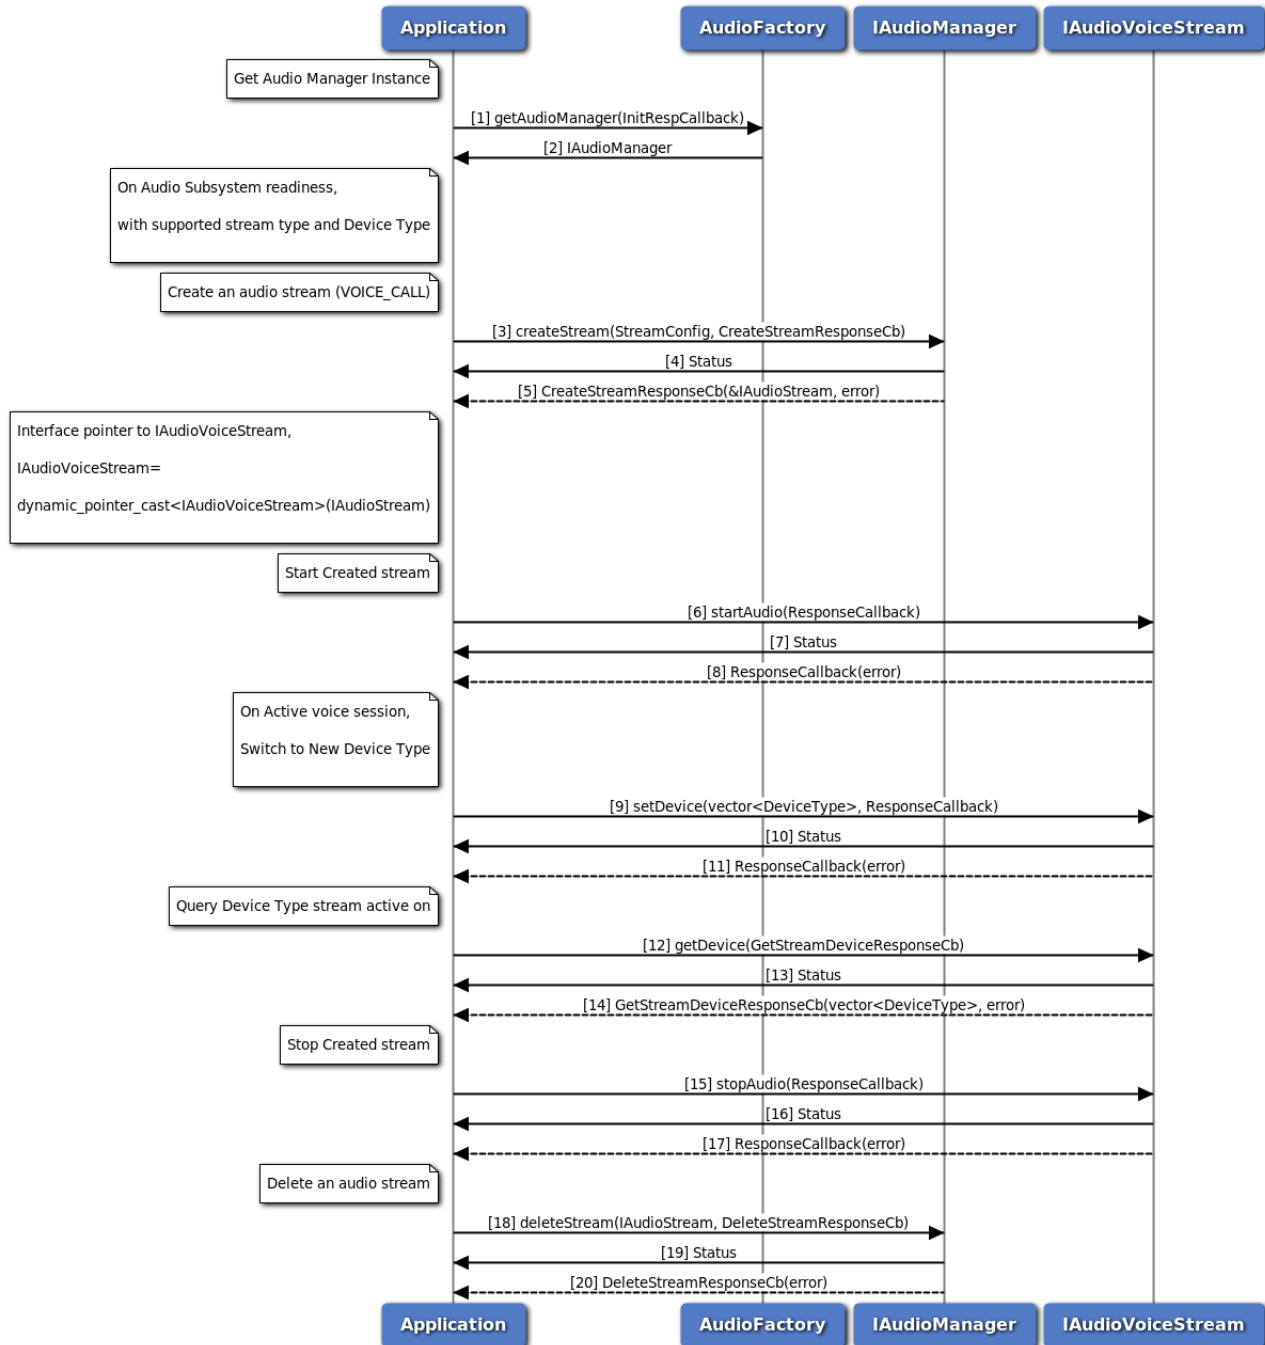 Application
AudioFactory
IAudioManager
IAudioVoiceStream
Get Audio Manager Instance
[1] getAudioManager(InitRespCallback)
[2] IAudioManager
On Audio Subsystem readiness,
with supported stream type and Device Type
Create an audio stream (VOICE_CALL)
[3] createStream(StreamConfig, CreateStreamResponseCb)
[4] Status
[5] CreateStreamResponseCb(&IAudioStream, error)
Interface pointer to IAudioVoiceStream,
IAudioVoiceStream=
dynamic_pointer_cast<IAudioVoiceStream>(IAudioStream)
Start Created stream
[6] startAudio(ResponseCallback)
[7] Status
[8] ResponseCallback(error)
On Active voice session,
Switch to New Device Type
[9] setDevice(vector<DeviceType>, ResponseCallback)
[10] Status
[11] ResponseCallback(error)
Query Device Type stream active on
[12] getDevice(GetStreamDeviceResponseCb)
[13] Status
[14] GetStreamDeviceResponseCb(vector<DeviceType>, error)
Stop Created stream
[15] stopAudio(ResponseCallback)
[16] Status
[17] ResponseCallback(error)
Delete an audio stream
[18] deleteStream(IAudioStream, DeleteStreamResponseCb)
[19] Status
[20] DeleteStreamResponseCb(error)
Application
AudioFactory
IAudioManager
IAudioVoiceStream